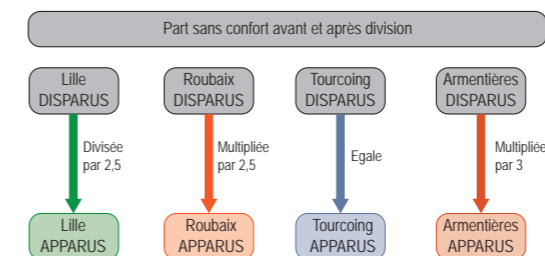 Part sans confort avant et après division
Lille
DISPARUS
Roubaix
DISPARUS
Tourcoing
DISPARUS
Armentières
DISPARUS
Divisée
par 2,5
Multipliée
par 2,5
Egale
Multipliée
par 3
Lille
APPARUS
Roubaix
APPARUS
Tourcoing
APPARUS
Armentières
APPARUS